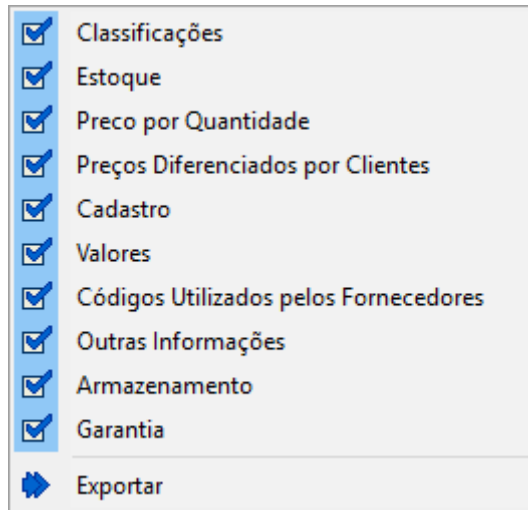 Classificações
Estoque
Preco por Quantidade
Preços Diferenciados por Clientes
Cadastro
Valores
Códigos Utilizados pelos Fornecedores
Outras Informações
Armazenamento
Garantia
Exportar